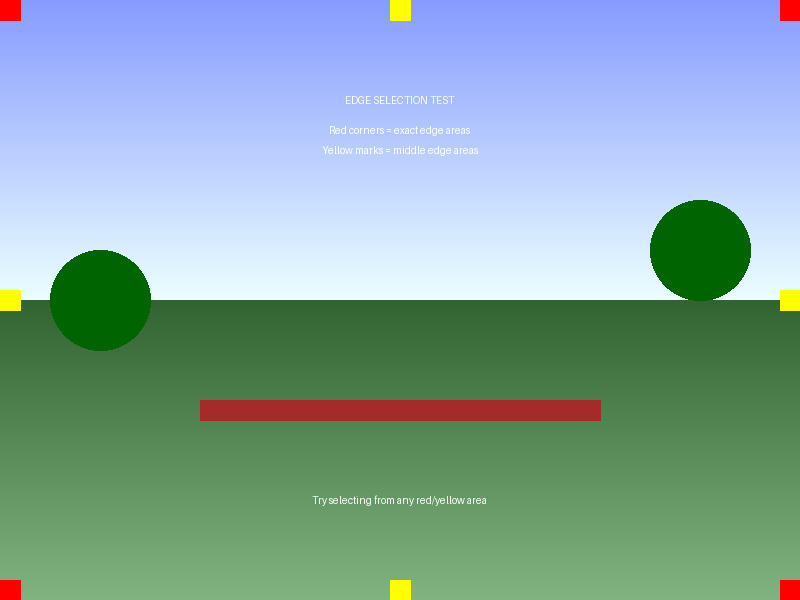 EDGE SELECTION TEST
Red corners = exact edge areas
Yellow marks = middle edge areas
Try selecting from any red/yellow area